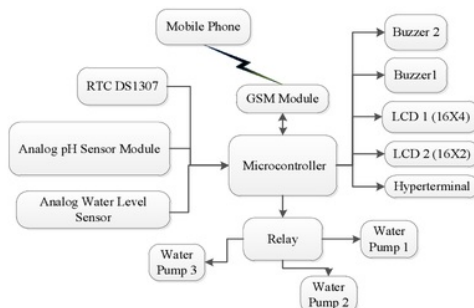 Mobile Phone
Buzzer 2
RTC DS1307
GSM Module
Buzzer1
LCD 1 (16X4)
Analog pH Sensor Module
Microcontroller
LCD 2 (16X2)
Hyperterminal
Analog Water Level
Sensor
Relay
Water
Pump 1
Water
Pump 3
Water
Pump 2